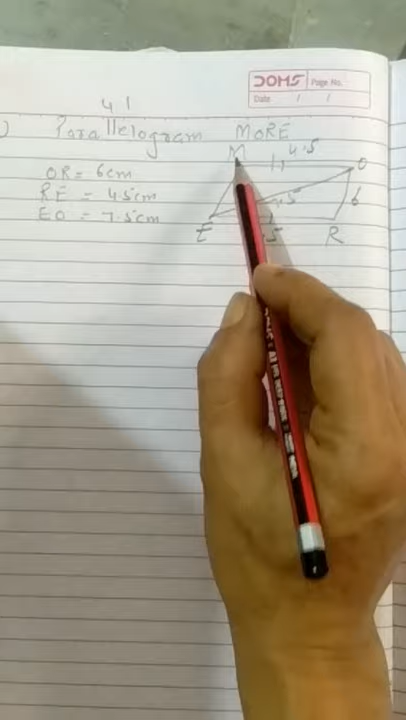 DOMS Page No.
Date / /
4 1
Parallelogram MORE
OR = 6cm
RE = 4.5cm
EO = 7.5cm
M 4.5 O
6
E R